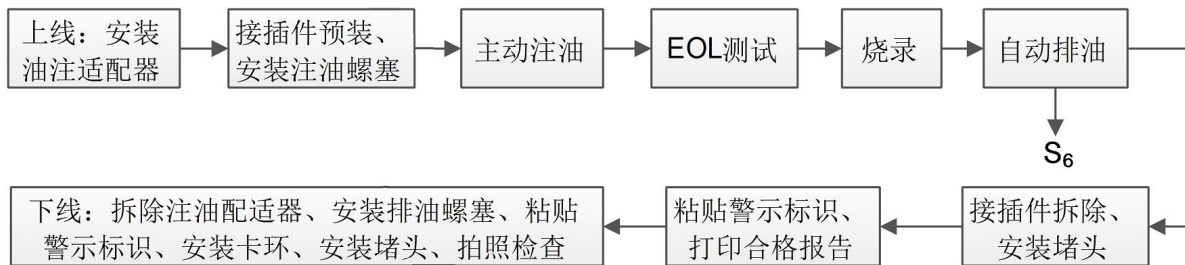 上线：安装
油注适配器
接插件预装、
安装注油螺塞
主动注油
EOL测试
烧录
自动排油
S₆
下线：拆除注油配适器、安装排油螺塞、粘贴
警示标识、安装卡环、安装堵头、拍照检查
粘贴警示标识、
打印合格报告
接插件拆除、
安装堵头